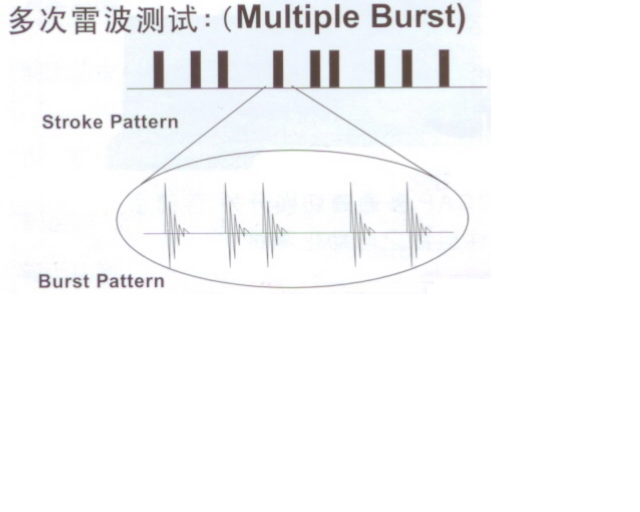 多次雷波测试：(Multiple Burst)
Stroke Pattern
Burst Pattern